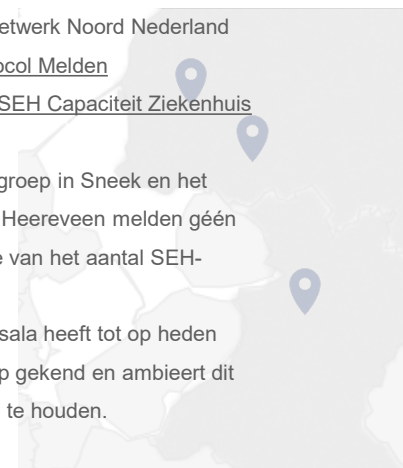 etwerk Noord Nederland
ocol Melden
SEH Capaciteit Ziekenhuis
groep in Sneek en het
Heereveen melden géén
e van het aantal SEH-
sala heeft tot op heden
p gekend en ambieert dit
te houden.